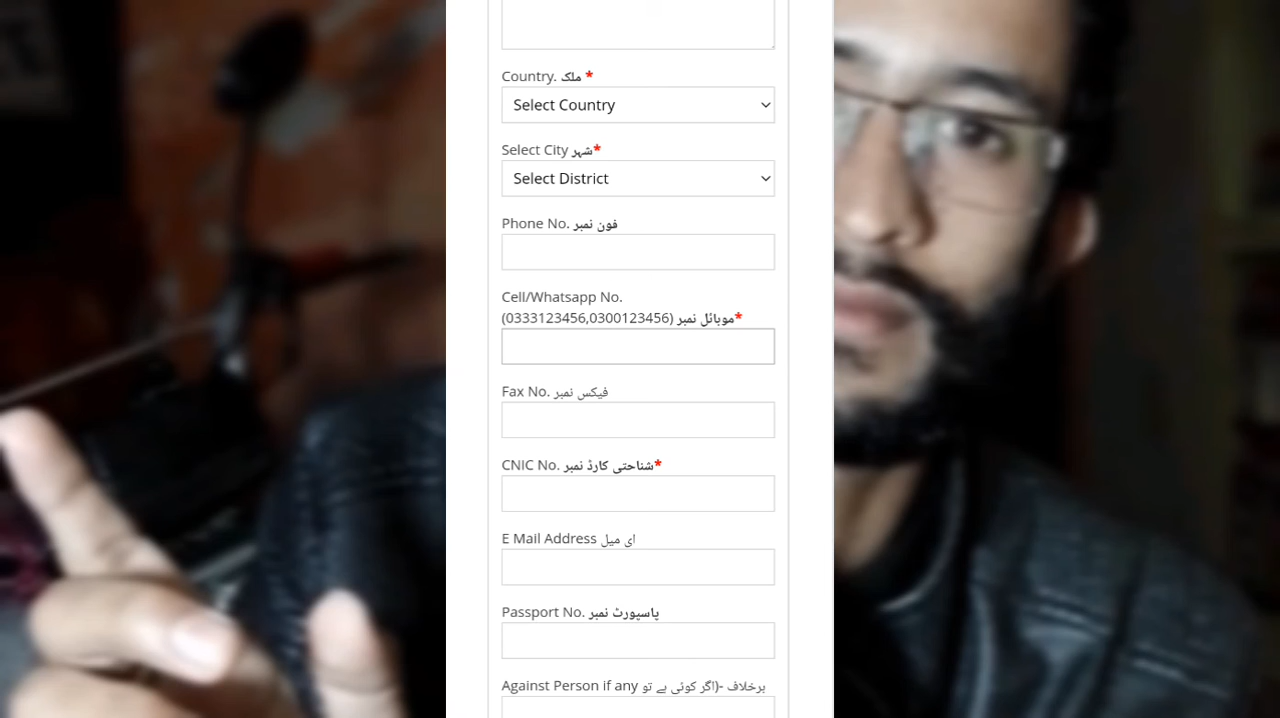 Country. ملک *
Select Country
Select City شہر*
Select District
Phone No. فون نمبر
Cell/Whatsapp No.
(0333123456,0300123456) موبائل نمبر*
Fax No. فیکس نمبر
CNIC No. شناختی کارڈ نمبر*
E Mail Address ای میل
Passport No. پاسپورٹ نمبر
Against Person if any برخلاف -(اگر کوئی ہے تو